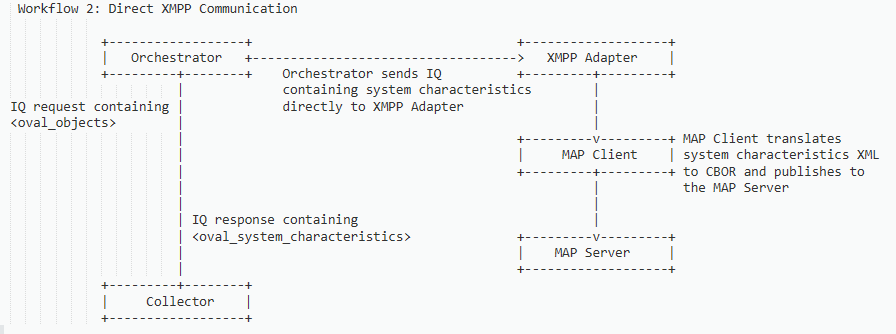 Workflow 2: Direct XMPP Communication
Orchestrator
XMPP Adapter
Orchestrator sends IQ
containing system characteristics
directly to XMPP Adapter
IQ request containing
<oval_objects>
MAP Client
MAP Client translates
system characteristics XML
to CBOR and publishes to
the MAP Server
IQ response containing
<oval_system_characteristics>
MAP Server
Collector